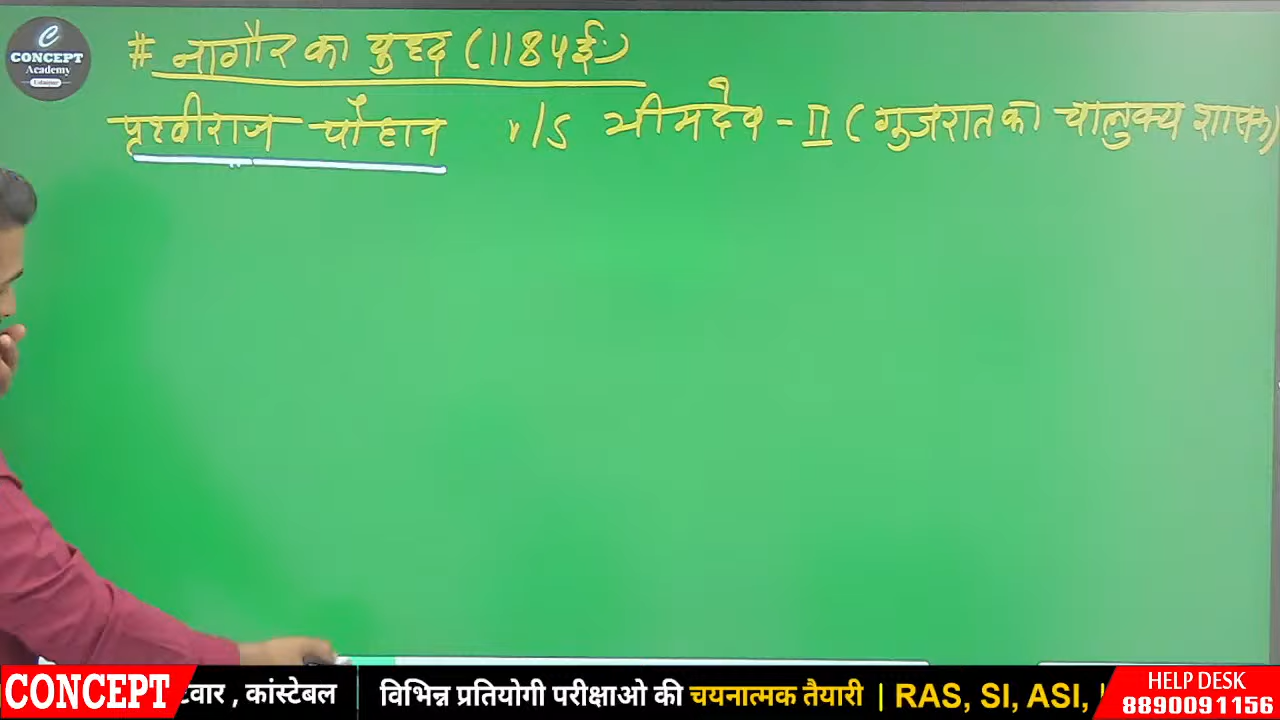 C
CONCEPT
Academy
# नागौर का युद्ध (1184ई.)
पृथ्वीराज चौहान v/s भीमदेव - II ( गुजरात का चालुक्य शासक)
CONCEPT
टवार , कांस्टेबल
विभिन्न प्रतियोगी परीक्षाओ की चयनात्मक तैयारी | RAS, SI, ASI,
HELP DESK
8890091156